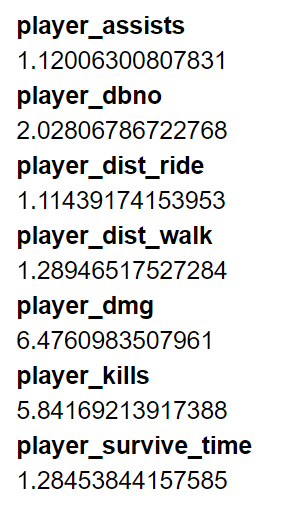 player_assists
1.12006300807831
player_dbno
2.02806786722768
player_dist_ride
1.11439174153953
player_dist_walk
1.28946517527284
player_dmg
6.4760983507961
player_kills
5.84169213917388
player_survive_time
1.28453844157585